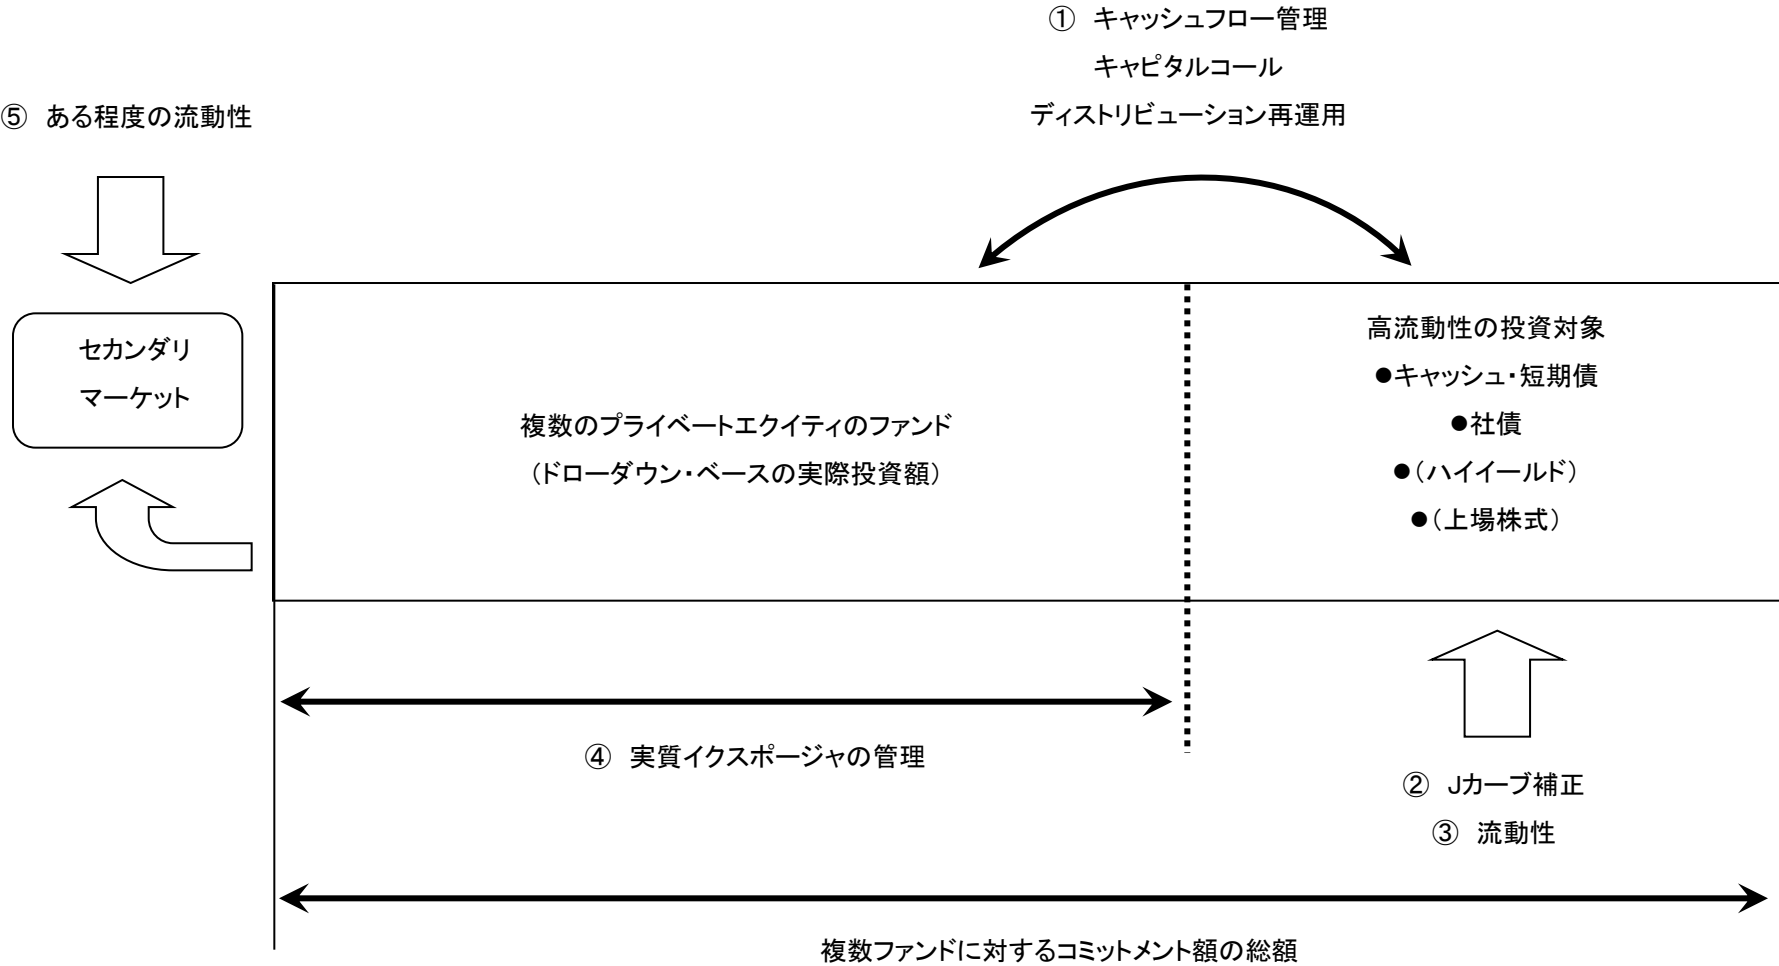 ① キャッシュフロー管理
キャピタルコール
ディストリビューション再運用
⑤ ある程度の流動性
セカンダリ
マーケット
複数のプライベートエクイティのファンド
（ドローダウン・ベースの実際投資額）
高流動性の投資対象
●キャッシュ・短期債
●社債
●（ハイイールド）
●（上場株式）
④ 実質イクスポージャの管理
② Jカーブ補正
③ 流動性
複数ファンドに対するコミットメント額の総額